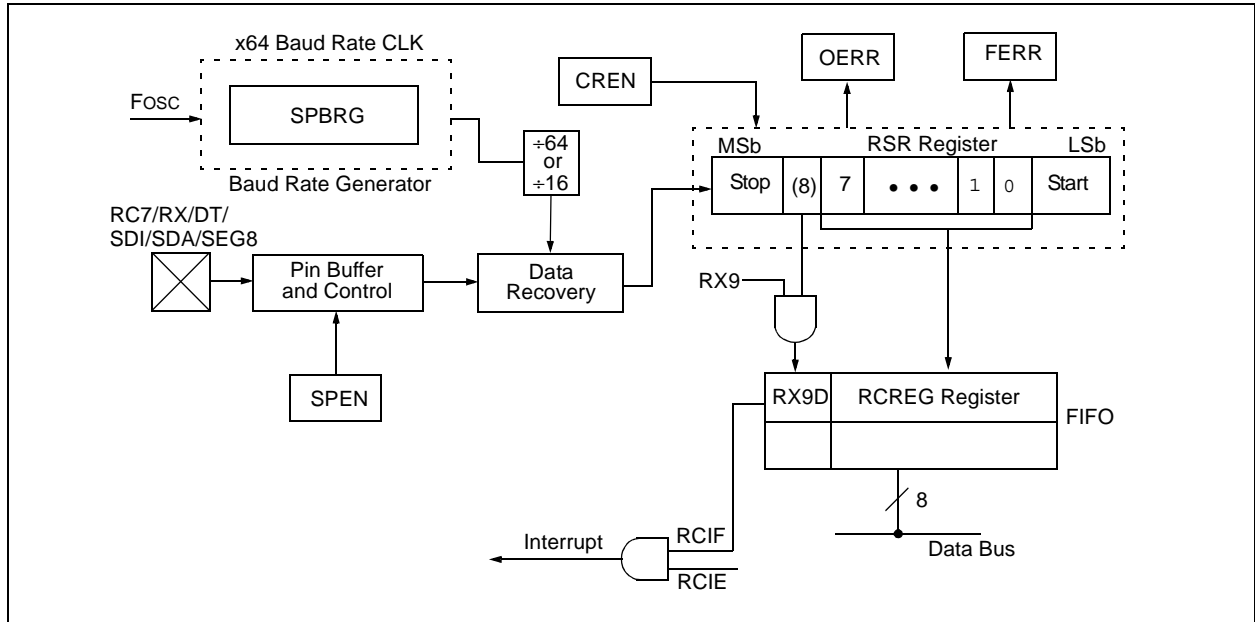 x64 Baud Rate CLK
FOSC
SPBRG
Baud Rate Generator
÷64
or
÷16
CREN
OERR
FERR
MSb
RSR Register
LSb
Stop
(8)
7
• • •
1
0
Start
RC7/RX/DT/
SDI/SDA/SEG8
Pin Buffer
and Control
Data
Recovery
SPEN
RX9
RX9D
RCREG Register
FIFO
8
Data Bus
Interrupt
RCIF
RCIE